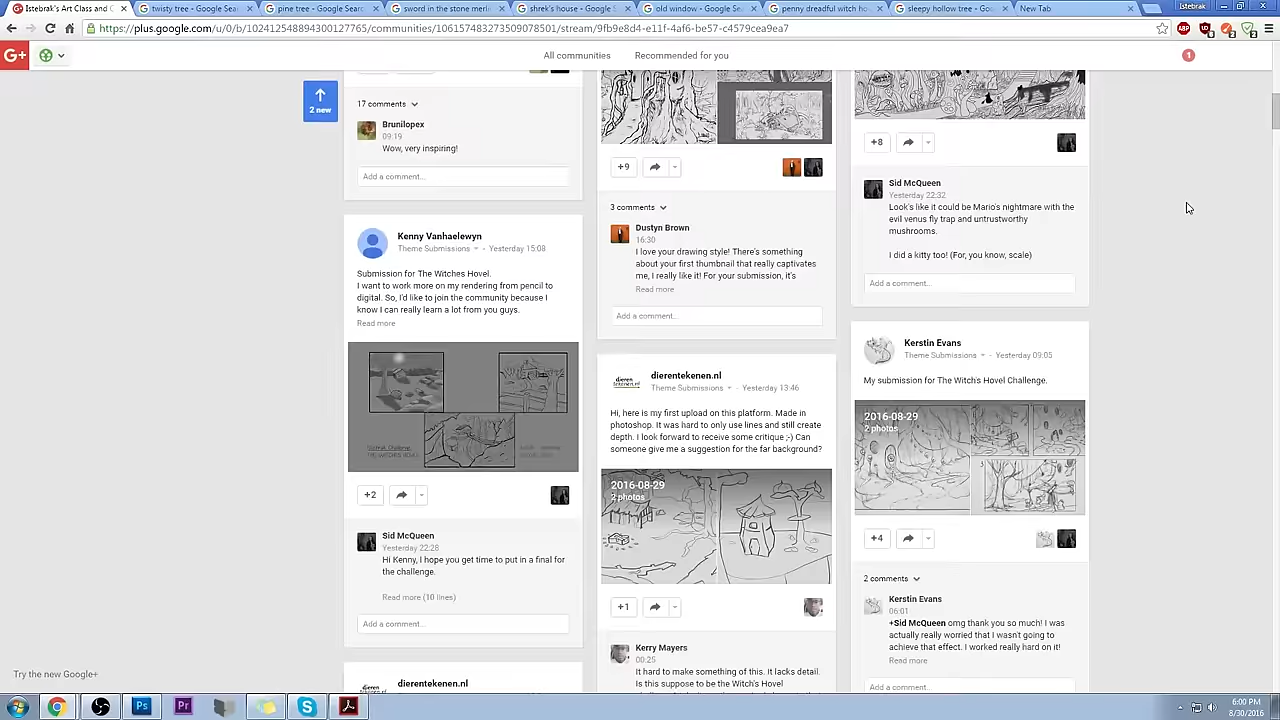 Istebrak's Art Class and C
twisty tree - Google Sear
pine tree - Google Search
sword in the stone merli
shrek's house - Google S
old window - Google Sea
penny dreadful witch ho
sleepy hollow tree - Goo
New Tab
Istebrak
https://plus.google.com/u/0/b/102412548894300127765/communities/106157483273509078501/stream/9fb9e8d4-e11f-4af6-be57-c4579cea9ea7
G+
All communities
Recommended for you
1
2 new
17 comments
Brunilopex
09:19
Wow, very inspiring!
Add a comment...
Kenny Vanhaelewyn
Theme Submissions - Yesterday 15:08
Submission for The Witches Hovel.
I want to work more on my rendering from pencil to
digital. So, I'd like to join the community because I
know I can really learn a lot from you guys.
Read more
+2
Sid McQueen
Yesterday 22:28
Hi Kenny, I hope you get time to put in a final for
the challenge.
Read more (10 lines)
Add a comment...
dierentekenen.nl
+9
3 comments
Dustyn Brown
16:30
I love your drawing style! There's something
about your first thumbnail that really captivates
me, I really like it! For your submission, it's
Read more
Add a comment...
dierentekenen.nl
Theme Submissions - Yesterday 13:46
Hi, here is my first upload on this platform. Made in
photoshop. It was hard to only use lines and still create
depth. I look forward to receive some critique ;-) Can
someone give me a suggestion for the far background?
2016-08-29
2 photos
+1
Kerry Mayers
00:25
It hard to make something of this. It lacks detail.
Is this suppose to be the Witch's Hovel
+8
Sid McQueen
Yesterday 22:32
Look's like it could be Mario's nightmare with the
evil venus fly trap and untrustworthy
mushrooms.
I did a kitty too! (For, you know, scale)
Add a comment...
Kerstin Evans
Theme Submissions - Yesterday 09:05
My submission for The Witch's Hovel Challenge.
2016-08-29
2 photos
+4
2 comments
Kerstin Evans
06:01
+Sid McQueen omg thank you so much! I was
actually really worried that I wasn't going to
achieve that effect. I worked really hard on it!
Read more
Add a comment...
Try the new Google+
6:00 PM
8/30/2016